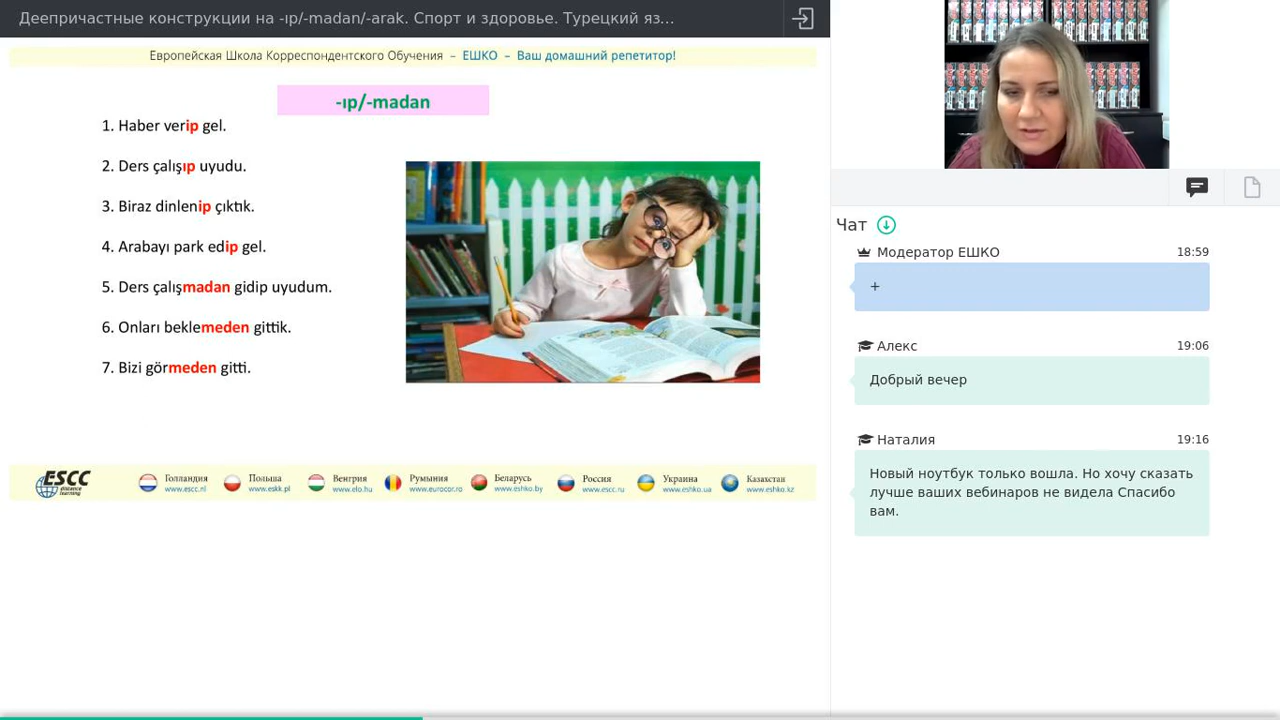 Деепричастные конструкции на -ıp/-madan/-arak. Спорт и здоровье. Турецкий яз...
Европейская Школа Корреспондентского Обучения – ЕШКО – Ваш домашний репетитор!
-ıp/-madan
1. Haber verip gel.
2. Ders çalışıp uyudu.
3. Biraz dinlenip çıktık.
4. Arabayı park edip gel.
5. Ders çalışmadan gidip uyudum.
6. Onları beklemeden gittik.
7. Bizi görmeden gitti.
ESCC
distance learning
Голландия
www.escc.nl
Польша
www.eskk.pl
Венгрия
www.elo.hu
Румыния
www.eurocor.ro
Беларусь
www.eshko.by
Россия
www.escc.ru
Украина
www.eshko.ua
Казахстан
www.eshko.kz
Чат
Модератор ЕШКО 18:59
+
Алекс 19:06
Добрый вечер
Наталия 19:16
Новый ноутбук только вошла. Но хочу сказать
лучше ваших вебинаров не видела Спасибо
вам.